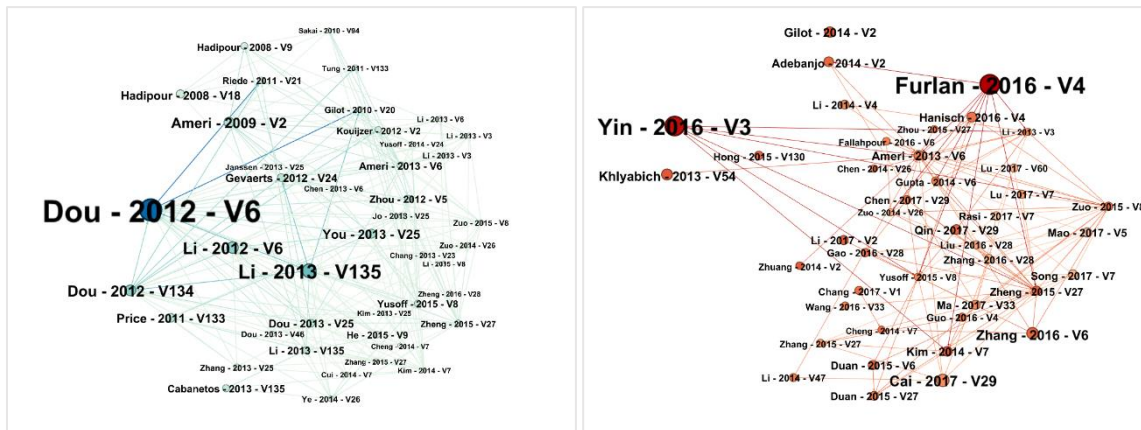 Sakai - 2010 - V94
Hadipour - 2008 - V9
Tung - 2011 - V133
Riede - 2011 - V21
Hadipour - 2008 - V18
Gilot - 2010 - V20
Ameri - 2009 - V2
Li - 2013 - V6
Kouijzer - 2012 - V2
Li - 2013 - V3
Yusoff - 2014 - V24
Li - 2013 - V3
Janssen - 2013 - V25
Ameri - 2013 - V6
Gevaerts - 2012 - V24
Chen - 2013 - V6
Zhou - 2012 - V5
Dou - 2012 - V6
Jo - 2013 - V25
Zuo - 2015 - V8
You - 2013 - V25
Li - 2012 - V6
Zuo - 2014 - V26
Chang - 2013 - V23
Li - 2015 - V8
Li - 2013 - V135
Dou - 2012 - V134
Zheng - 2016 - V28
Yusoff - 2015 - V8
Kim - 2013 - V25
Price - 2011 - V133
Dou - 2013 - V25
Zheng - 2015 - V27
Dou - 2013 - V46
He - 2015 - V9
Cheng - 2014 - V7
Li - 2013 - V135
Zhang - 2015 - V27
Zhang - 2013 - V25
Cui - 2014 - V7
Kim - 2014 - V7
Cabanetos - 2013 - V135
Ye - 2014 - V26
Gilot - 2014 - V2
Adebanjo - 2014 - V2
Furlan - 2016 - V4
Li - 2014 - V4
Hanisch - 2016 - V4
Yin - 2016 - V3
Zhou - 2015 - V27
Li - 2013 - V3
Fallahpour - 2016 - V6
Hong - 2015 - V130
Ameri - 2013 - V6
Khlyabich - 2013 - V54
Chen - 2014 - V26
Lu - 2017 - V60
Gupta - 2014 - V6
Lu - 2017 - V7
Chen - 2017 - V29
Zuo - 2015 - V8
Zuo - 2014 - V26
Rasi - 2017 - V7
Qin - 2017 - V29
Mao - 2017 - V5
Li - 2017 - V2
Liu - 2016 - V28
Gao - 2016 - V28
Zhang - 2016 - V28
Zhuang - 2014 - V2
Yusoff - 2015 - V8
Song - 2017 - V7
Chang - 2017 - V1
Zheng - 2015 - V27
Wang - 2016 - V33
Ma - 2017 - V33
Guo - 2016 - V4
Cheng - 2014 - V7
Zhang - 2016 - V6
Zhang - 2015 - V27
Kim - 2014 - V7
Duan - 2015 - V6
Li - 2014 - V47
Cai - 2017 - V29
Duan - 2015 - V27